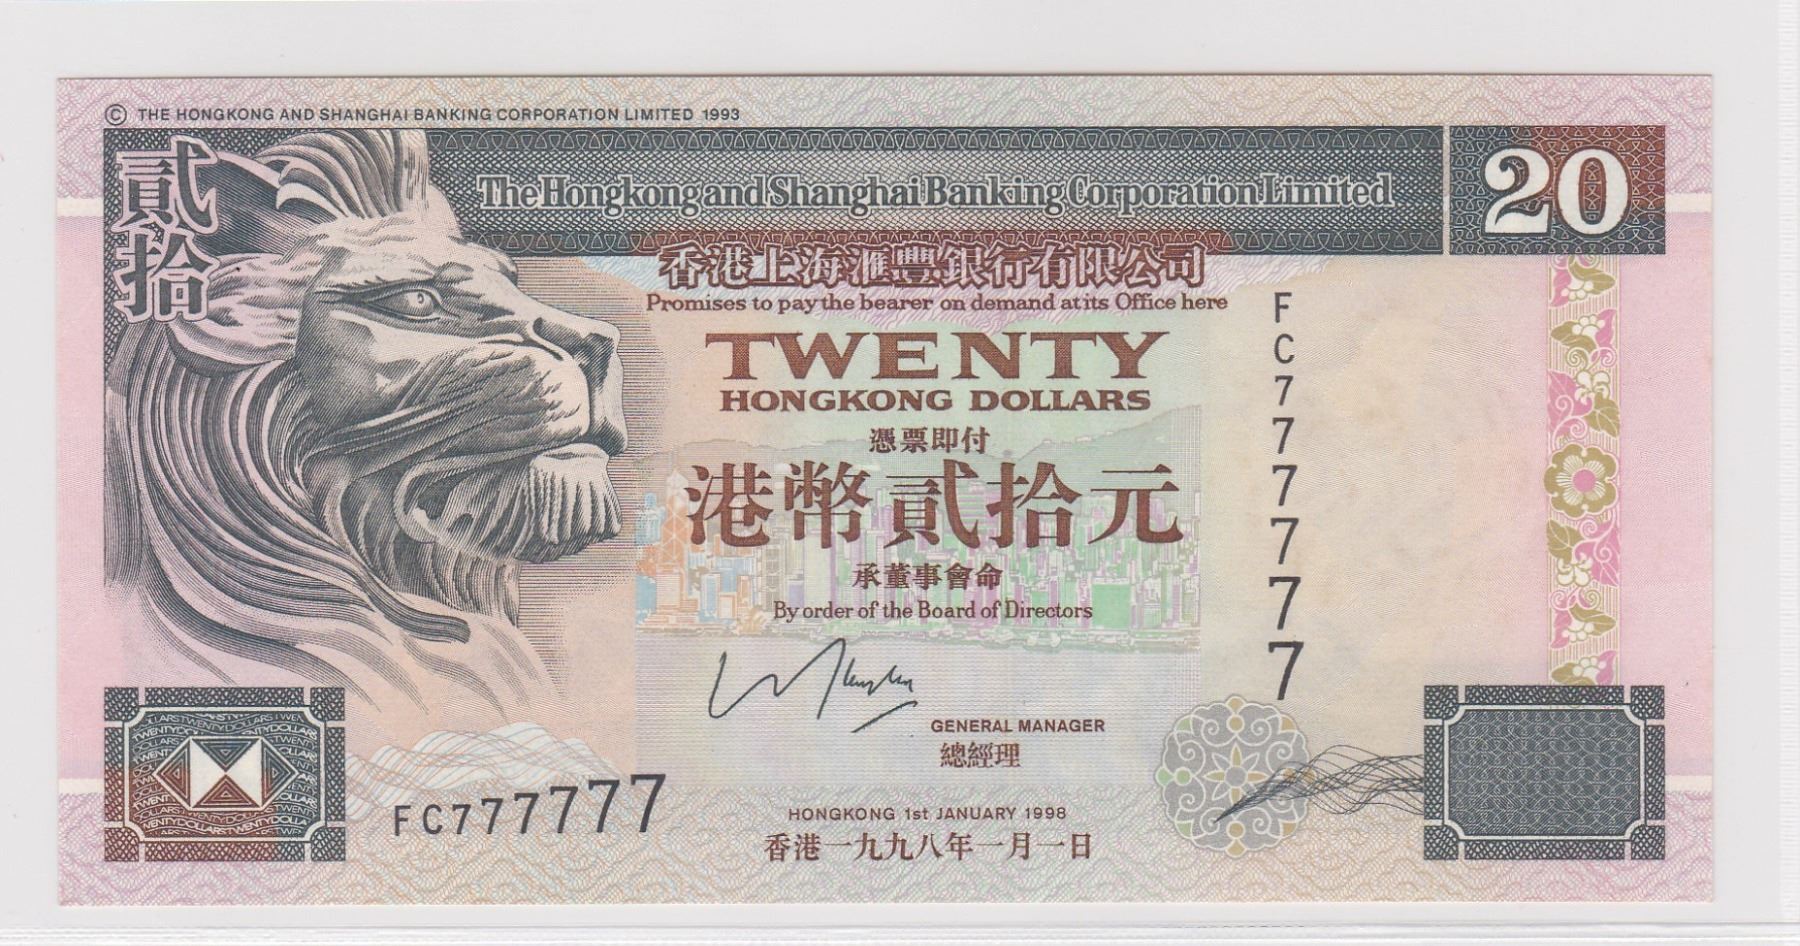 © THE HONGKONG AND SHANGHAI BANKING CORPORATION LIMITED 1993
貳拾
The Hongkong and Shanghai Banking Corporation Limited
20
香港上海滙豐銀行有限公司
Promises to pay the bearer on demand at its Office here
TWENTY
HONGKONG DOLLARS
憑票即付
港幣貳拾元
承董事會命
By order of the Board of Directors
FC777777
GENERAL MANAGER
總經理
FC777777
HONGKONG 1st JANUARY 1998
香港一九九八年一月一日